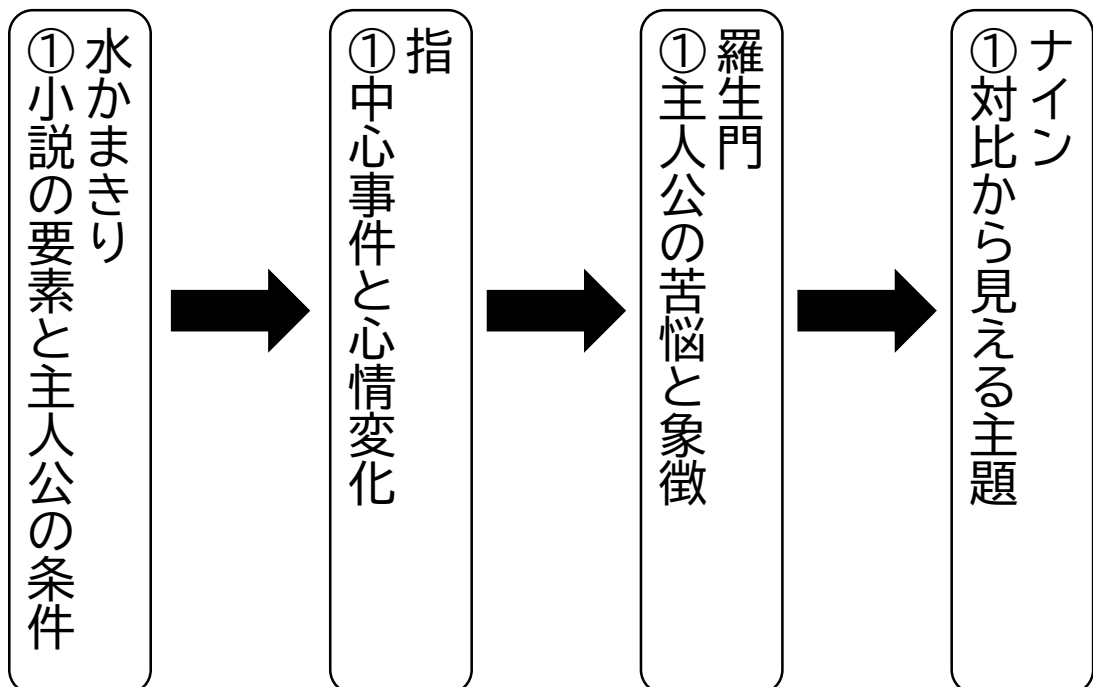 水かまきり
①小説の要素と主人公の条件
指
①中心事件と心情変化
羅生門
①主人公の苦悩と象徴
ナイン
①対比から見える主題